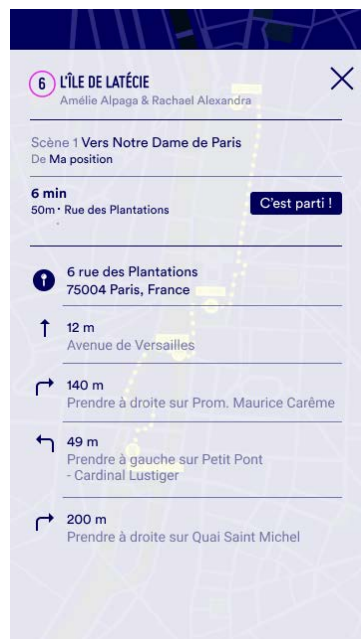 6
L'ÎLE DE LATÉCIE
Amélie Alpaga & Rachael Alexandra
Scène 1 Vers Notre Dame de Paris
De Ma position
6 min
50m · Rue des Plantations
C'est parti !
6 rue des Plantations
75004 Paris, France
12 m
Avenue de Versailles
140 m
Prendre à droite sur Prom. Maurice Carême
49 m
Prendre à gauche sur Petit Pont
- Cardinal Lustiger
200 m
Prendre à droite sur Quai Saint Michel